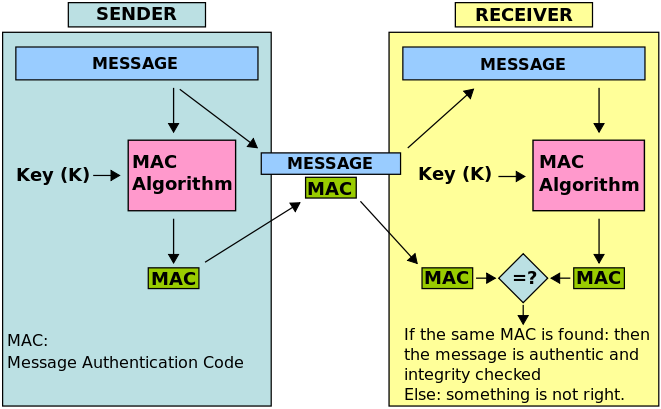 SENDER
MESSAGE
Key (K)
MAC
Algorithm
MAC
MAC:
Message Authentication Code
MESSAGE
MAC
RECEIVER
MESSAGE
Key (K)
MAC
Algorithm
MAC
=?
MAC
If the same MAC is found: then
the message is authentic and
integrity checked
Else: something is not right.